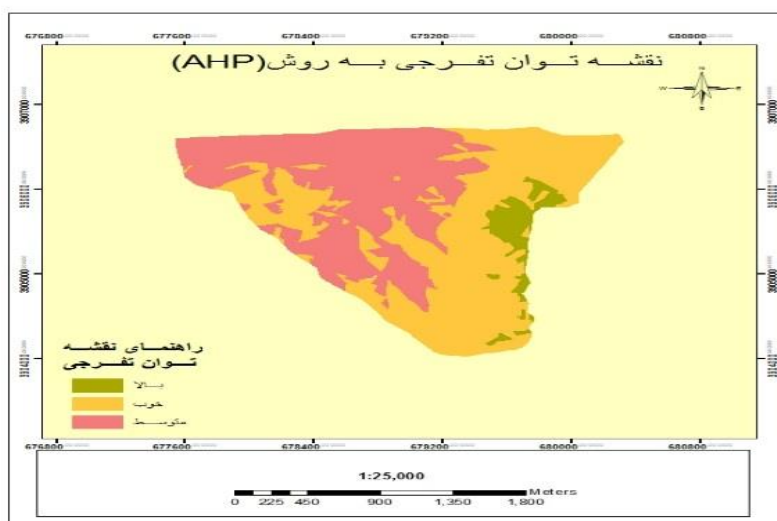 676800 677600 678400 679200 680000 680800
نقشه توان تفرجی به روش(AHP)
N
W E
S
راهنمای نقشه
توان تفرجی
بالا
خوب
متوسط
676800 677600 678400 679200 680000 680800
1:25,000
Meters
0 225 450 900 1,350 1,800